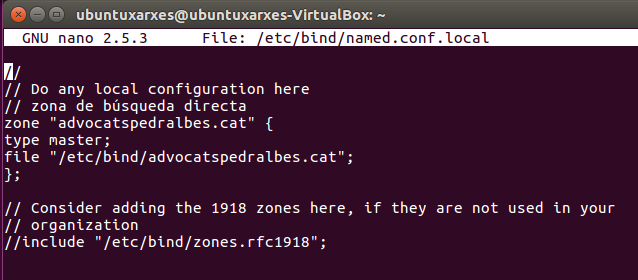 ubuntuxarxes@ubuntuxarxes-VirtualBox: ~
GNU nano 2.5.3 File: /etc/bind/named.conf.local
//
// Do any local configuration here
// zona de búsqueda directa
zone "advocatspedralbes.cat" {
type master;
file "/etc/bind/advocatspedralbes.cat";
};
// Consider adding the 1918 zones here, if they are not used in your
// organization
//include "/etc/bind/zones.rfc1918";